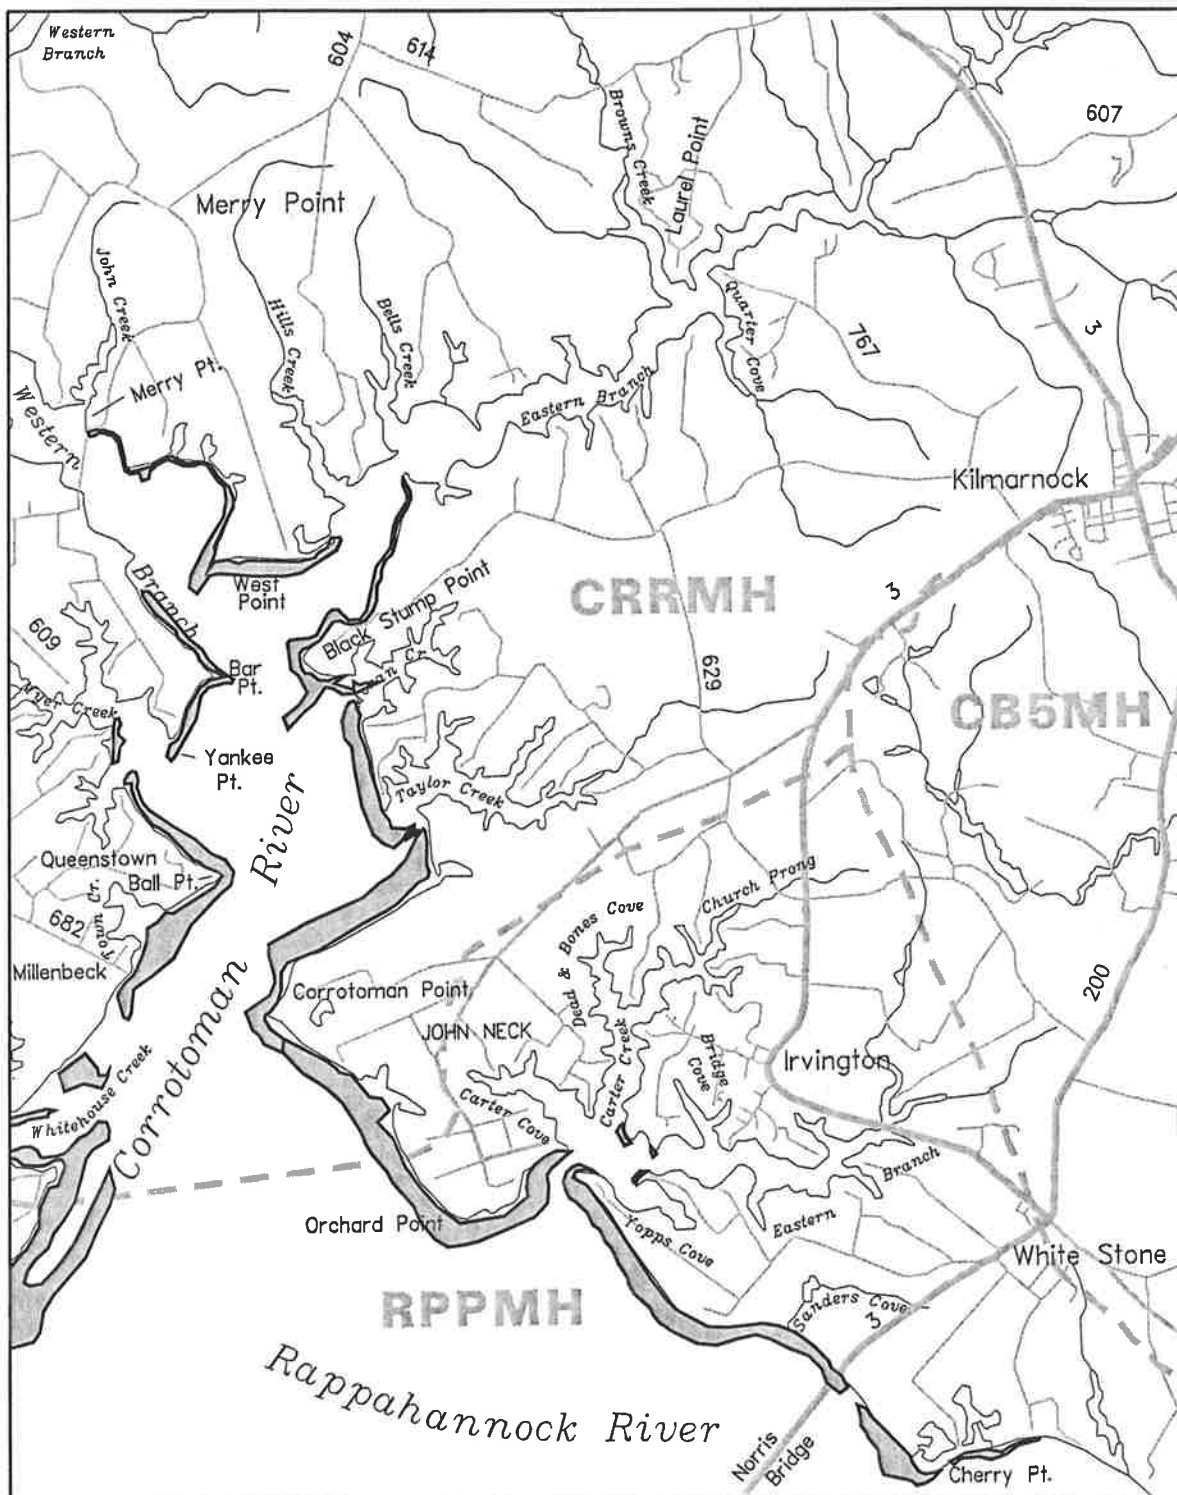 Western
Branch
604
614
607
Browns Creek
Laurel Point
Merry Point
John Creek
Hills Creek
Bells Creek
Quarter
Cove
767
3
Merry Pt.
Eastern Branch
Western
Branch
Kilmarnock
West
Point
CRRMH
3
Black Stump Point
609
Bar
Pt.
629
Creek
CB5MH
Yankee
Pt.
River
Taylor Creek
Queenstown
Ball Pt.
Town Cr.
682
Church Prong
Dead & Bones Cove
Millenbeck
Corrotoman
Corrotoman Point
200
JOHN NECK
Carter Creek
Bridge
Cove
Irvington
Whitehouse Creek
Carter Cove
Branch
Eastern
Orchard Point
Yopps Cove
White Stone
RPPMH
Sanders Cove
3
Rappahannock River
Norris
Bridge
Cherry Pt.